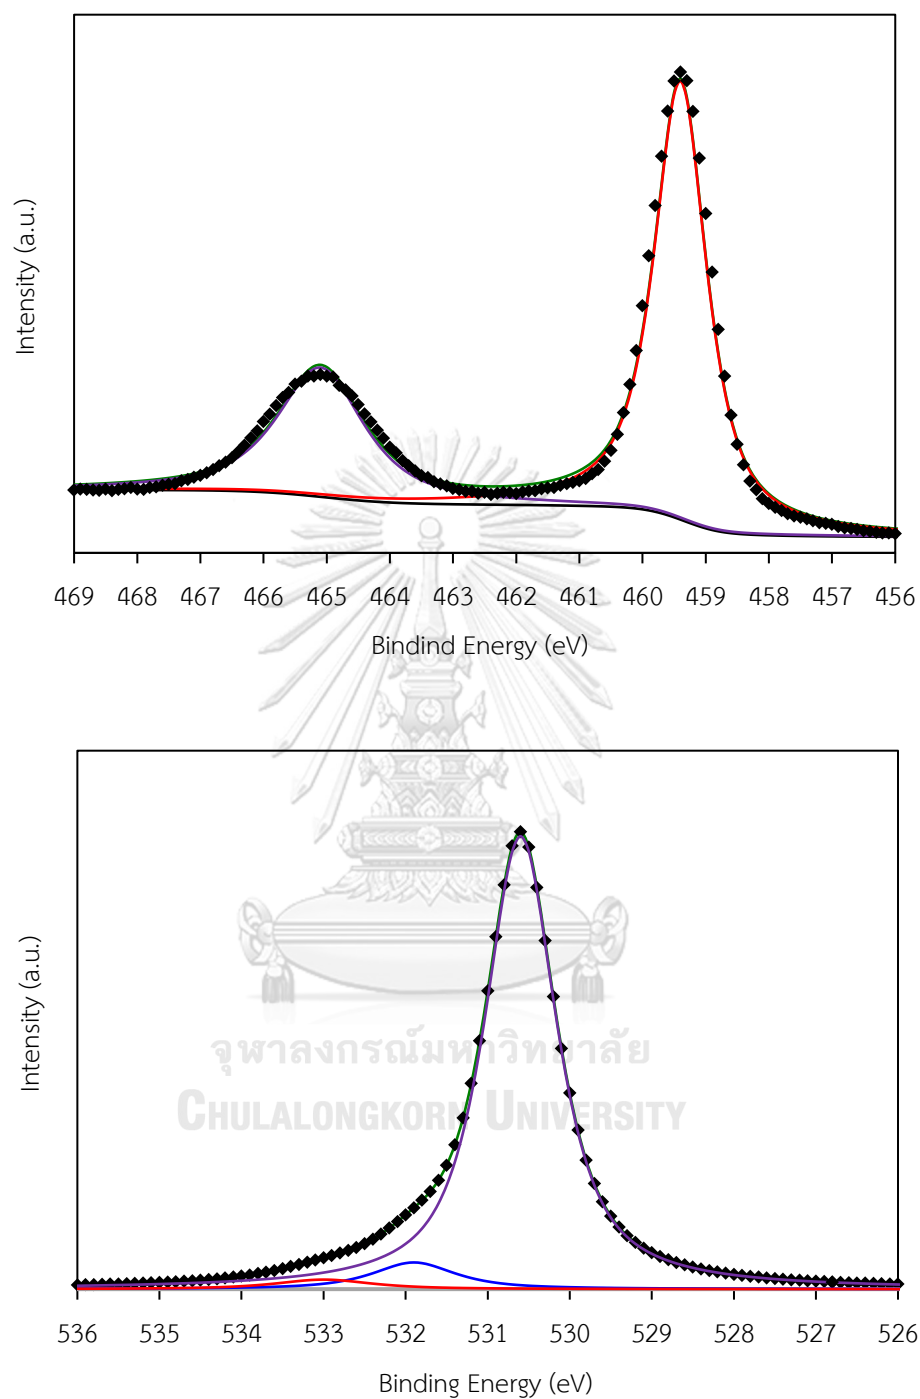 Intensity (a.u.)
469 468 467 466 465 464 463 462 461 460 459 458 457 456
Bindind Energy (eV)
Intensity (a.u.)
จุฬาลงกรณ์มหาวิทยาลัย
CHULALONGKORN UNIVERSITY
536 535 534 533 532 531 530 529 528 527 526
Binding Energy (eV)